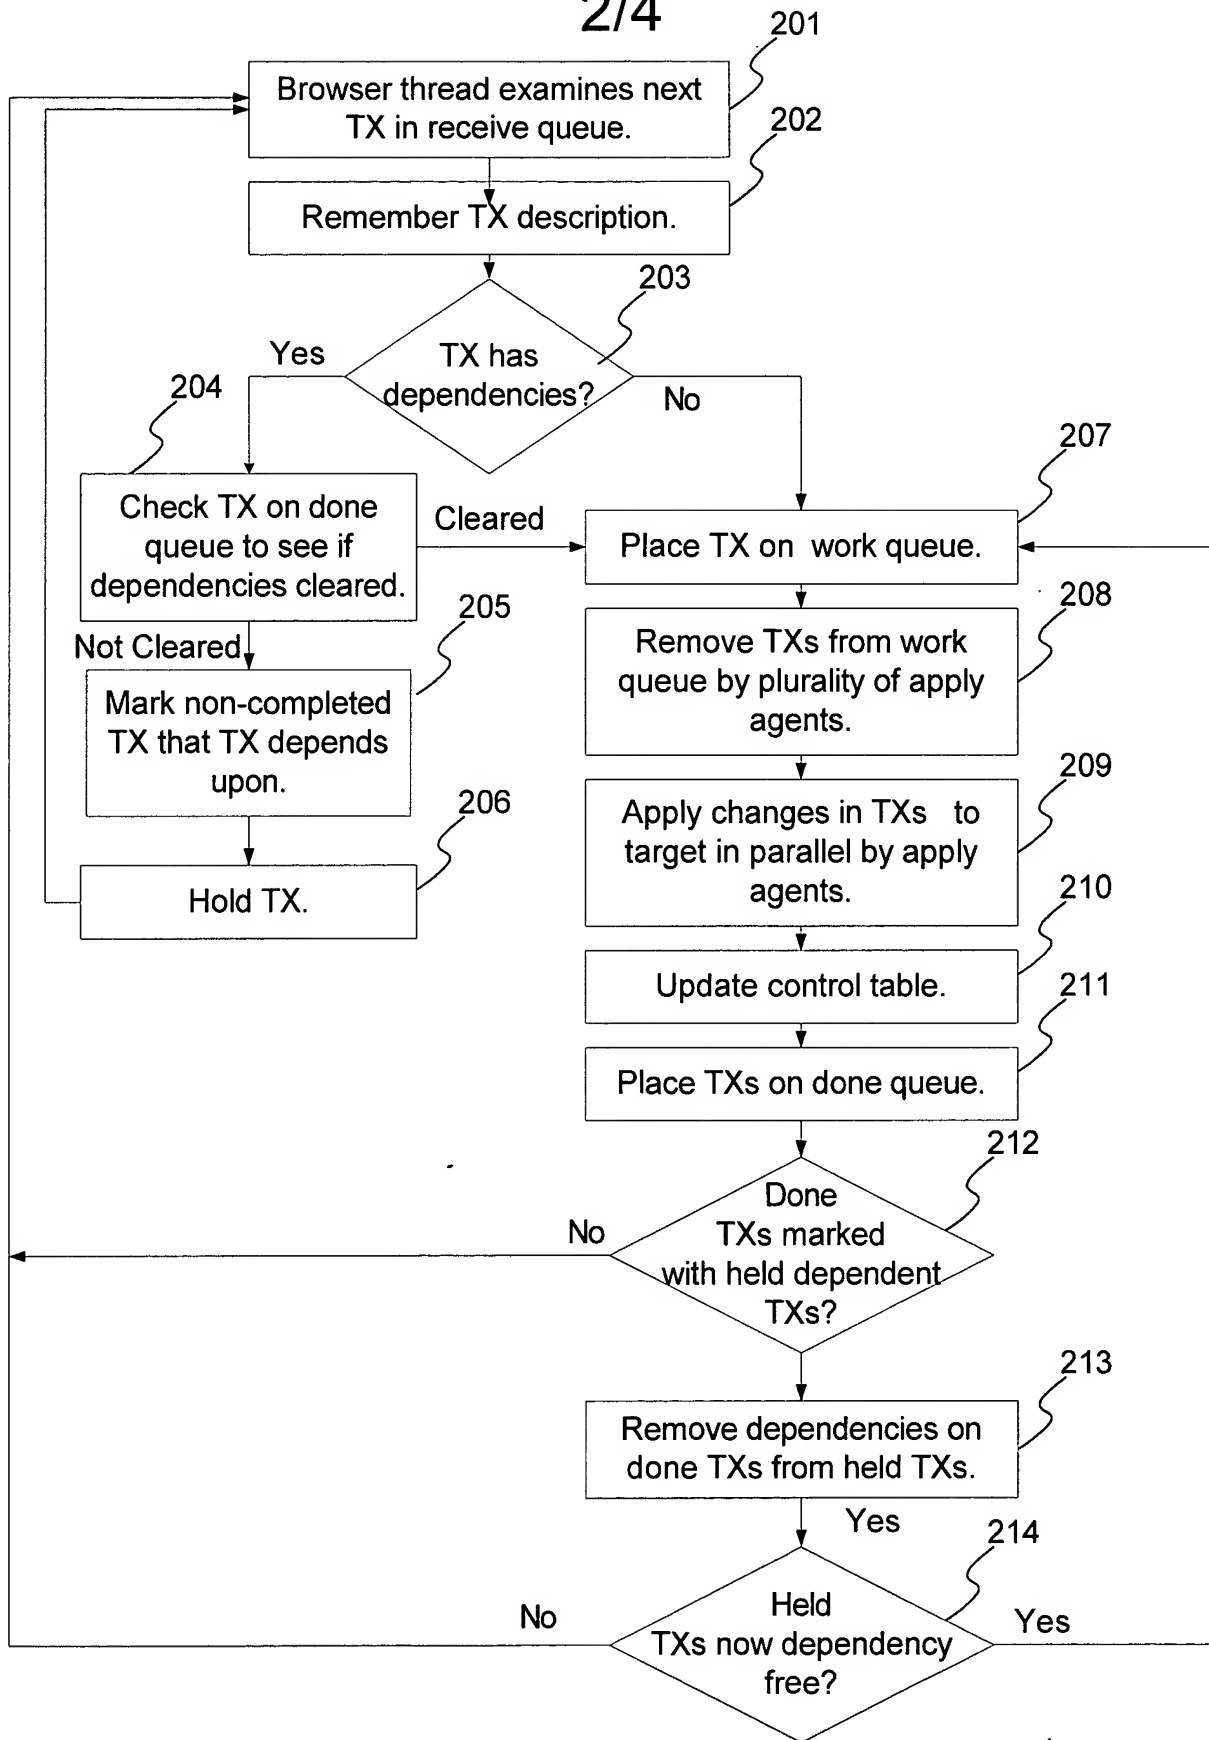 2/4
201
Browser thread examines next
TX in receive queue.
202
Remember TX description.
203
TX has
dependencies?
Yes
No
204
Check TX on done
queue to see if
dependencies cleared.
Cleared
Not Cleared
205
Mark non-completed
TX that TX depends
upon.
206
Hold TX.
207
Place TX on work queue.
208
Remove TXs from work
queue by plurality of apply
agents.
209
Apply changes in TXs to
target in parallel by apply
agents.
210
Update control table.
211
Place TXs on done queue.
212
Done
TXs marked
with held dependent
TXs?
No
213
Remove dependencies on
done TXs from held TXs.
Yes
214
Held
TXs now dependency
free?
No
Yes